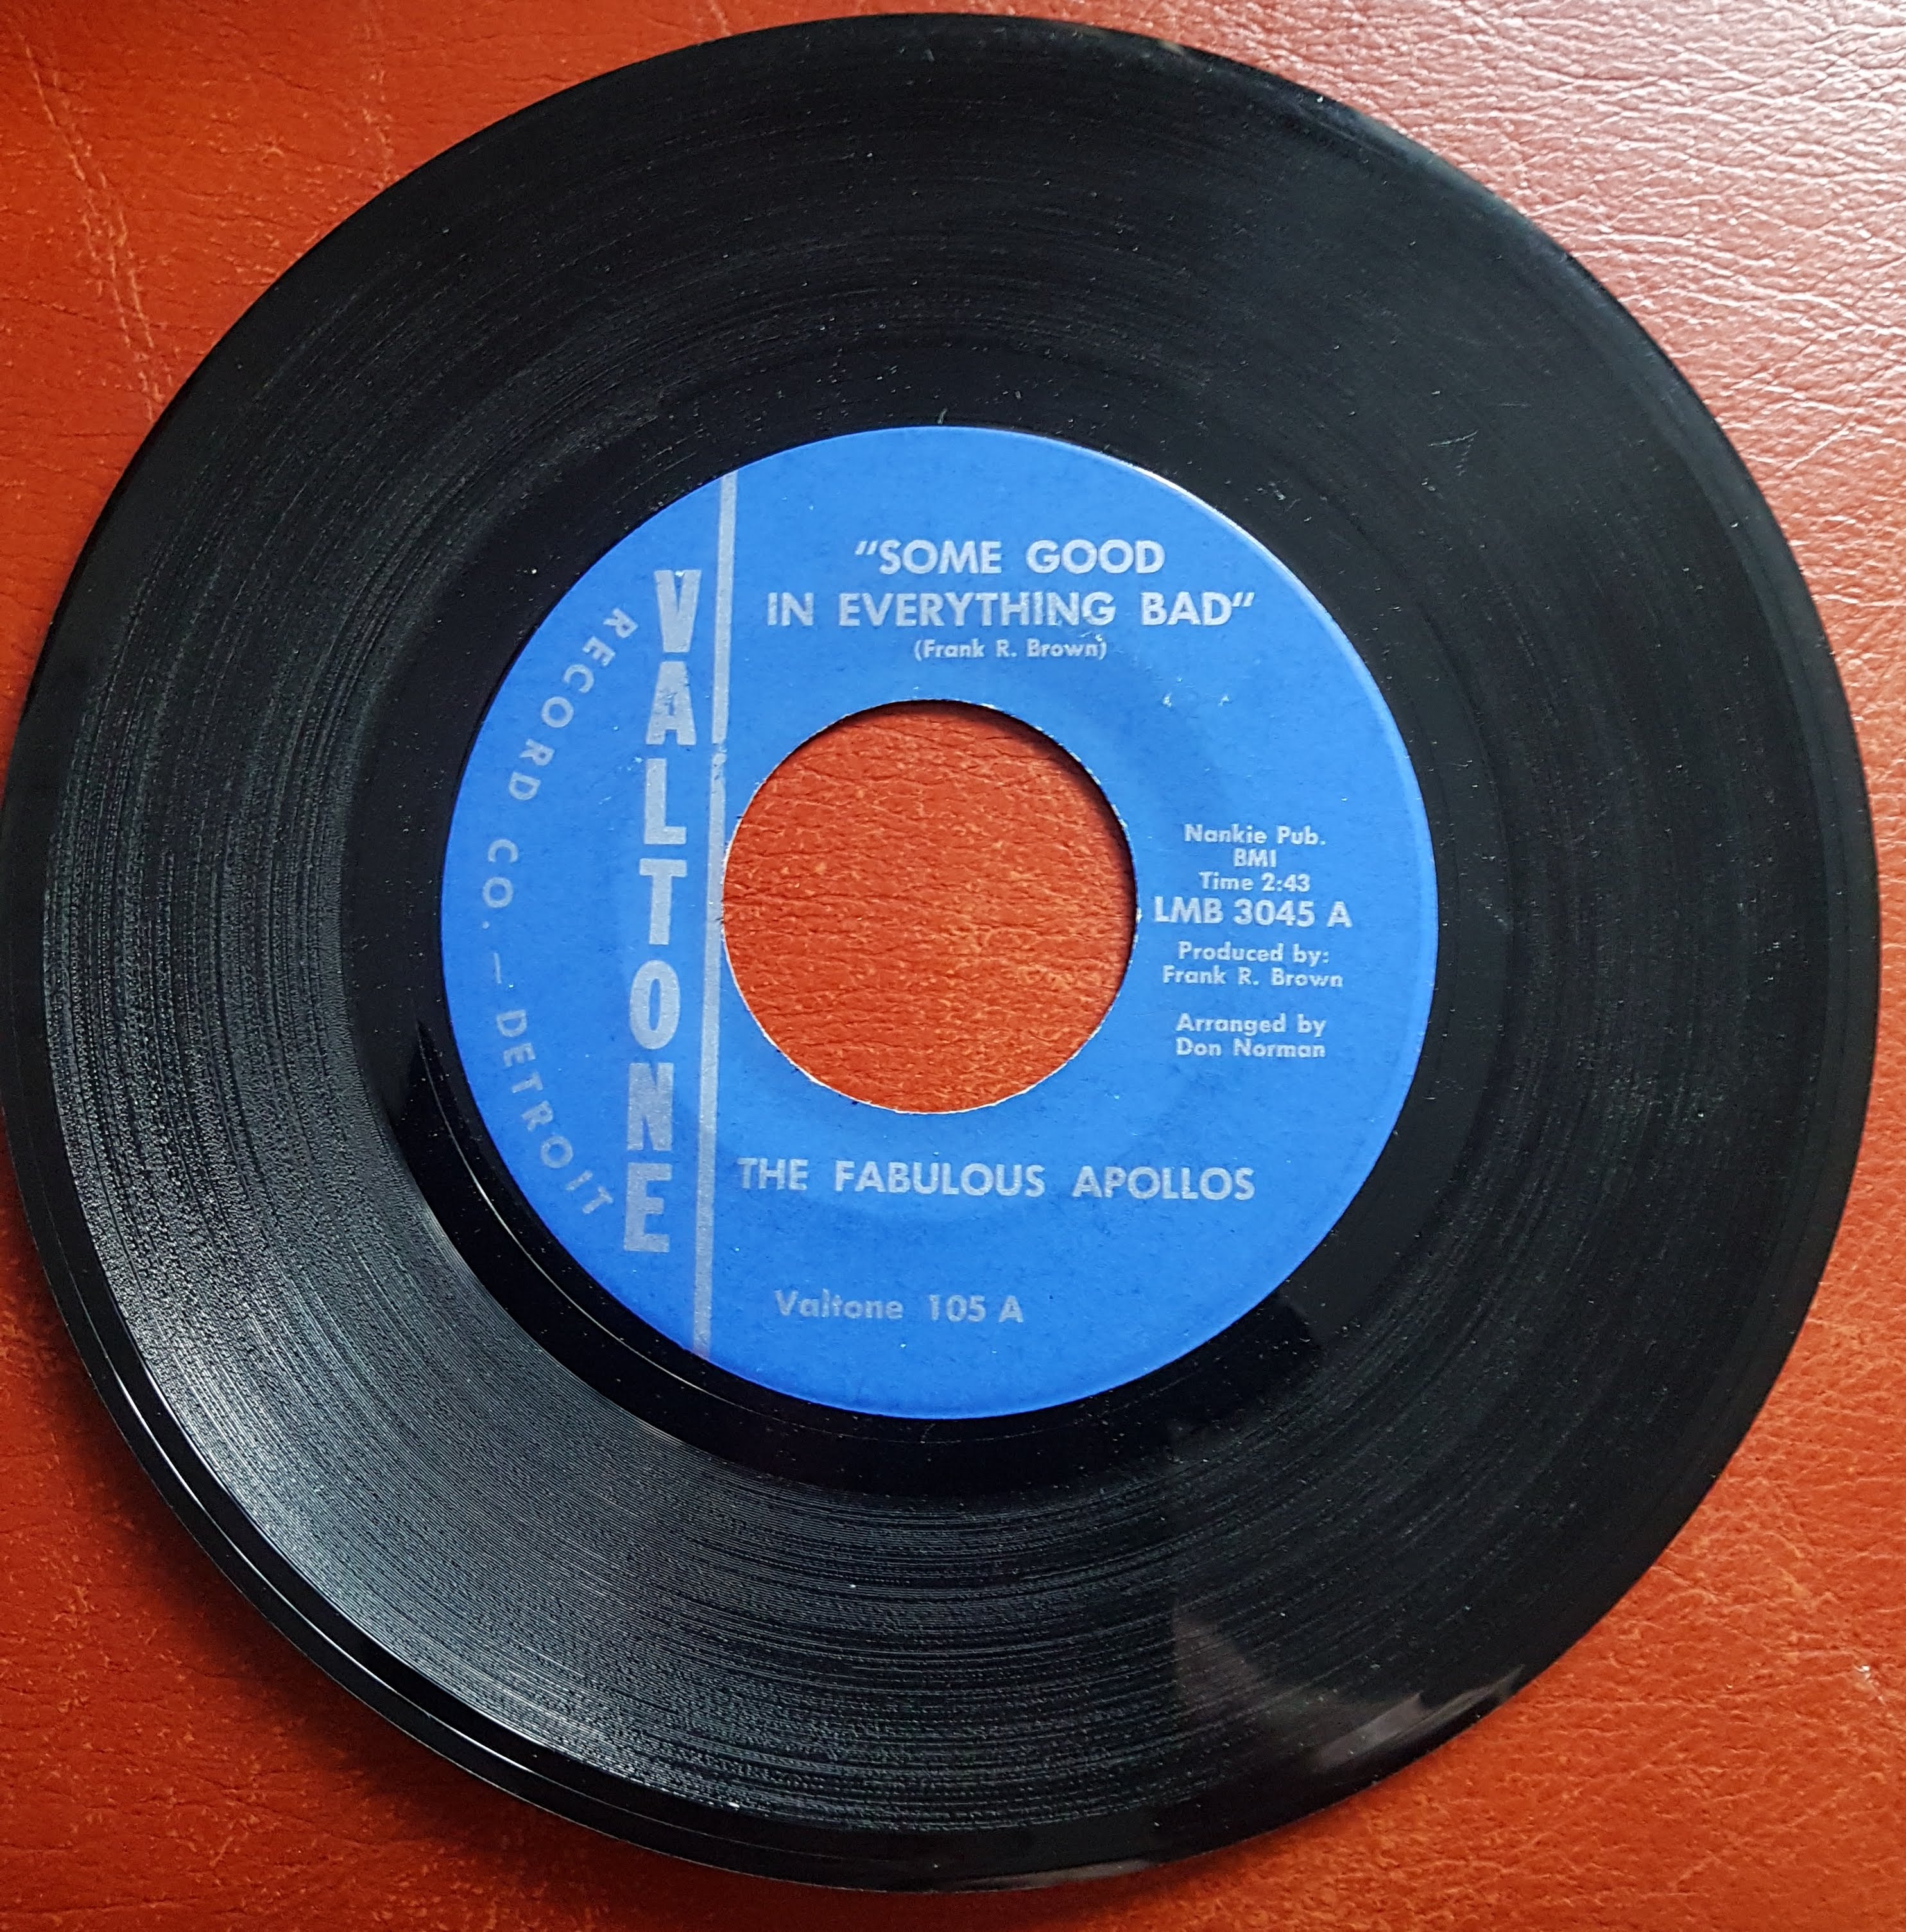 "SOME GOOD
IN EVERYTHING BAD"
(Frank R. Brown)
VALTONE
RECORD CO. — DETROIT
Nankie Pub.
BMI
Time 2:43
LMB 3045 A
Produced by:
Frank R. Brown
Arranged by
Don Norman
THE FABULOUS APOLLOS
Valtone 105 A